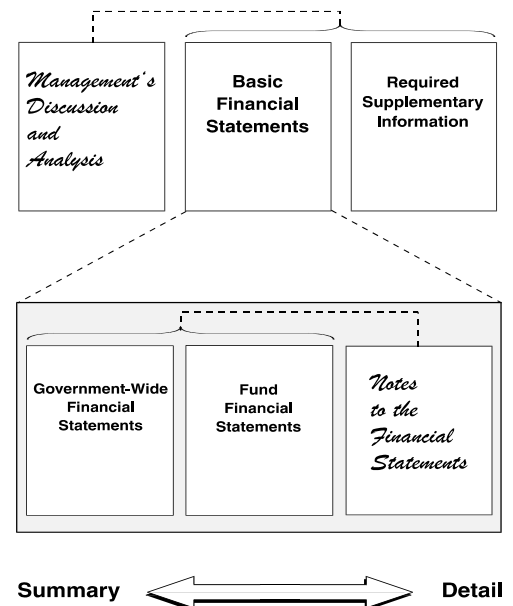 Management's
Discussion
and
Analysis
Basic
Financial
Statements
Required
Supplementary
Information
Government-Wide
Financial
Statements
Fund
Financial
Statements
Notes
to the
Financial
Statements
Summary
Detail